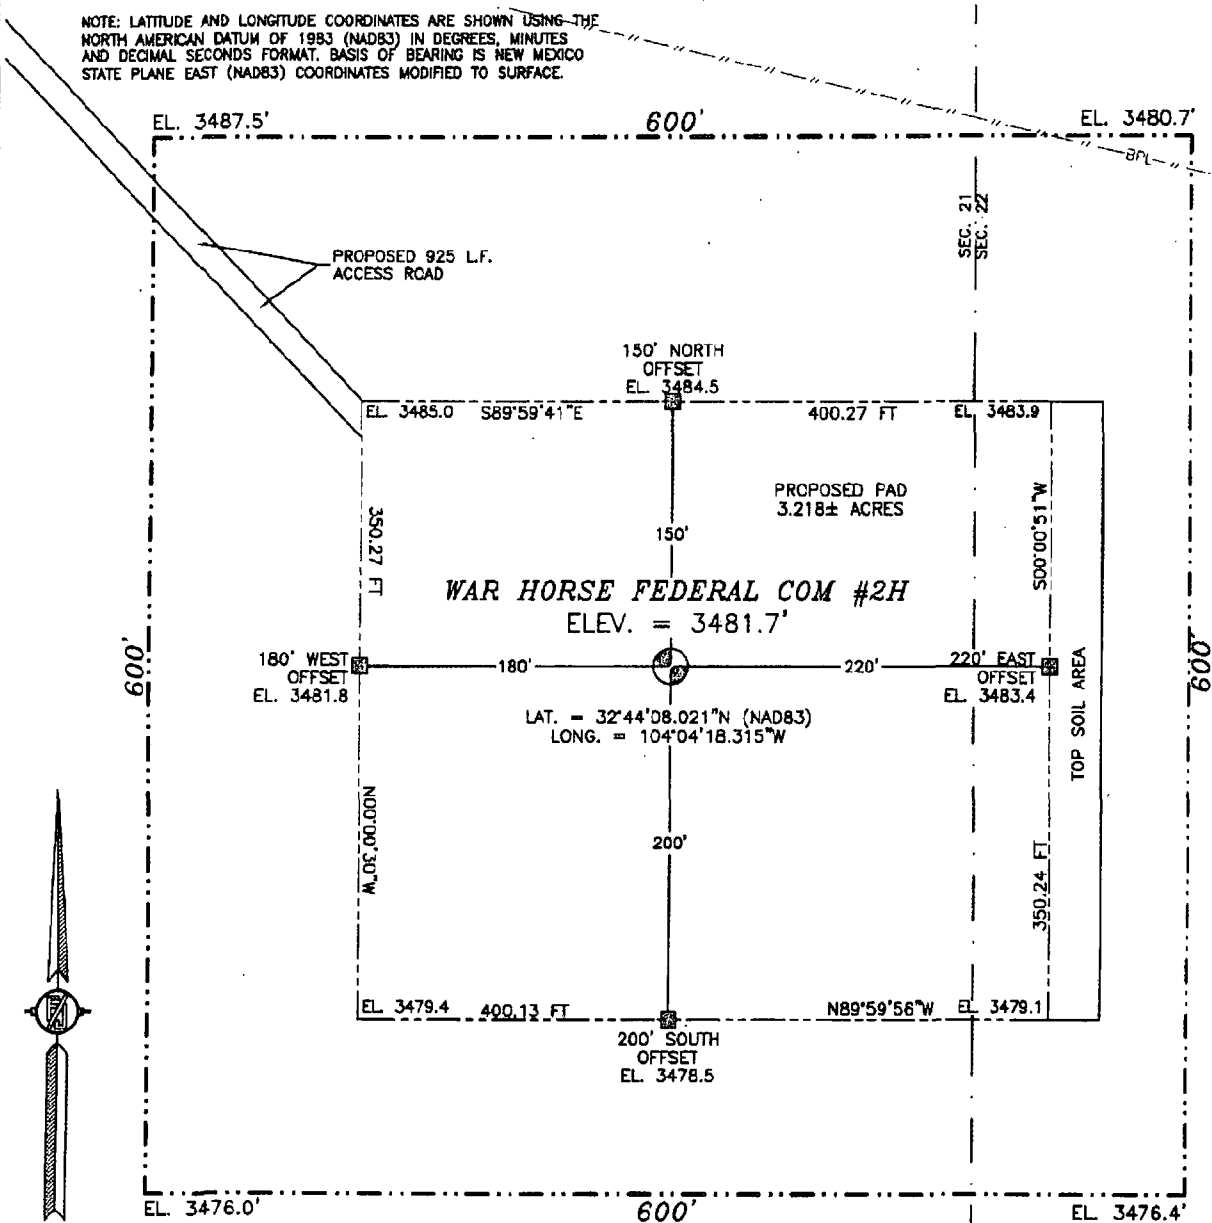 NOTE: LATITUDE AND LONGITUDE COORDINATES ARE SHOWN USING THE
NORTH AMERICAN DATUM OF 1983 (NAD83) IN DEGREES, MINUTES
AND DECIMAL SECONDS FORMAT. BASIS OF BEARING IS NEW MEXICO
STATE PLANE EAST (NAD83) COORDINATES MODIFIED TO SURFACE.
EL. 3487.5'
600'
EL. 3480.7'
BPL
SEC. 21
SEC. 22
PROPOSED 925 L.F.
ACCESS ROAD
150' NORTH
OFFSET
EL. 3484.5
EL. 3485.0
S89°59'41"E
400.27 FT
EL. 3483.9
PROPOSED PAD
3.218± ACRES
350.27 FT
150'
S00°00'51"W
WAR HORSE FEDERAL COM #2H
ELEV. = 3481.7'
600'
180' WEST
OFFSET
EL. 3481.8
180'
220'
220' EAST
OFFSET
EL. 3483.4
TOP SOIL AREA
600'
LAT. = 32°44'08.021"N (NAD83)
LONG. = 104°04'18.315"W
N00°00'30"W
200'
350.24 FT
EL. 3479.4
400.13 FT
N89°59'56"W
EL. 3479.1
200' SOUTH
OFFSET
EL. 3478.5
EL. 3476.0'
600'
EL. 3476.4'